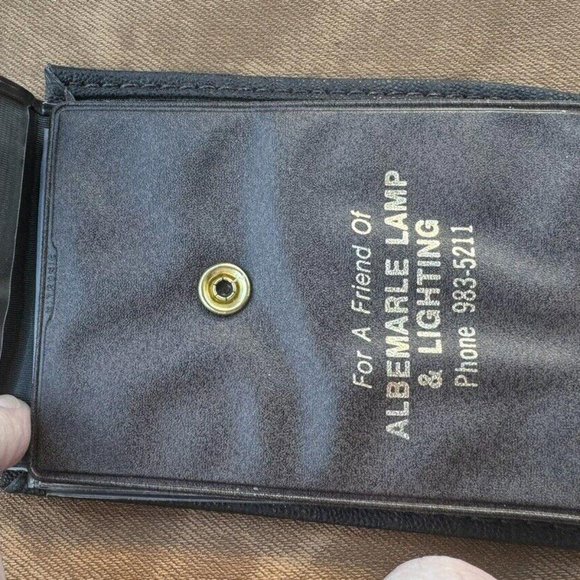 For A Friend Of
ALBEMARLE LAMP
& LIGHTING
Phone 983-5211